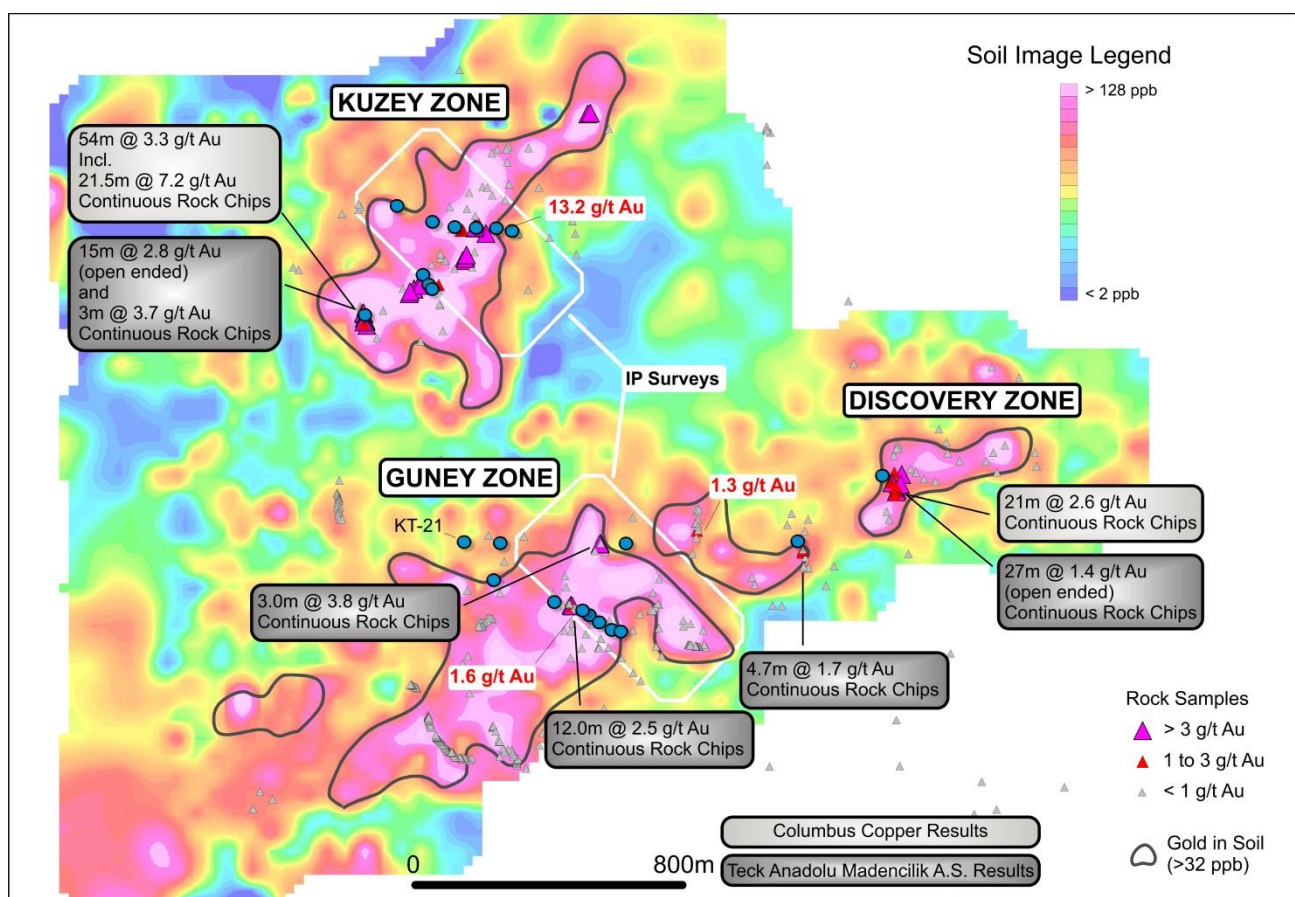 Soil Image Legend
> 128 ppb
< 2 ppb
KUZEY ZONE
54m @ 3.3 g/t Au
Incl.
21.5m @ 7.2 g/t Au
Continuous Rock Chips
15m @ 2.8 g/t Au
(open ended)
and
3m @ 3.7 g/t Au
Continuous Rock Chips
13.2 g/t Au
IP Surveys
DISCOVERY ZONE
GUNEY ZONE
1.3 g/t Au
21m @ 2.6 g/t Au
Continuous Rock Chips
KT-21
27m @ 1.4 g/t Au
(open ended)
Continuous Rock Chips
3.0m @ 3.8 g/t Au
Continuous Rock Chips
1.6 g/t Au
4.7m @ 1.7 g/t Au
Continuous Rock Chips
12.0m @ 2.5 g/t Au
Continuous Rock Chips
Rock Samples
> 3 g/t Au
1 to 3 g/t Au
< 1 g/t Au
Gold in Soil
(>32 ppb)
Columbus Copper Results
Teck Anadolu Madencilik A.S. Results
0
800m